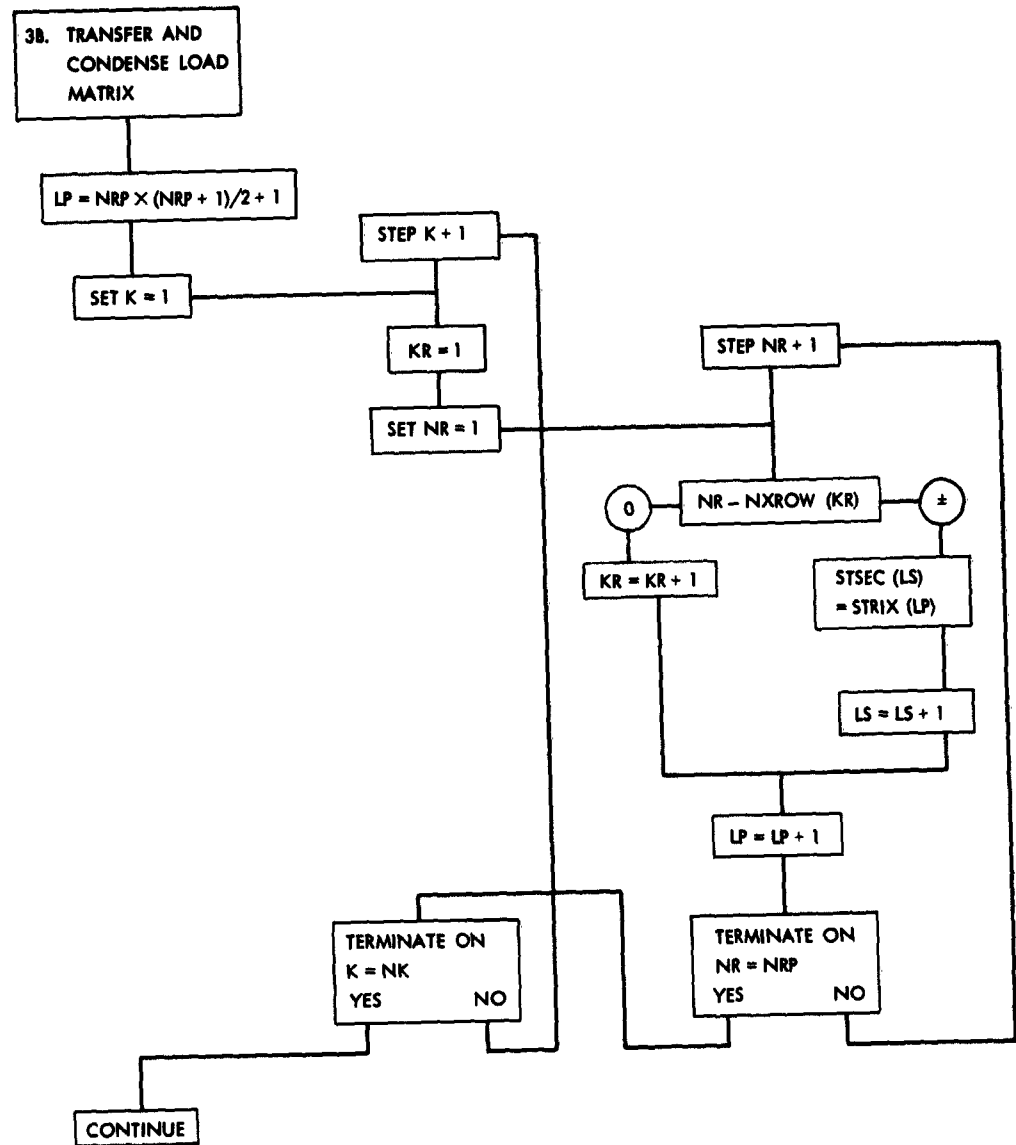 3B. TRANSFER AND
CONDENSE LOAD
MATRIX
LP = NRP × (NRP + 1)/2 + 1
STEP K + 1
SET K = 1
KR = 1
STEP NR + 1
SET NR = 1
0
NR – NXROW (KR)
±
KR = KR + 1
STSEC (LS)
= STRIX (LP)
LS = LS + 1
LP = LP + 1
TERMINATE ON
K = NK
YES NO
TERMINATE ON
NR = NRP
YES NO
CONTINUE